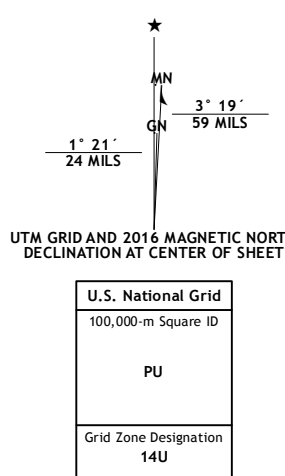 ★
MN
3° 19´
59 MILS
GN
1° 21´
24 MILS
UTM GRID AND 2016 MAGNETIC NORT
DECLINATION AT CENTER OF SHEET
U.S. National Grid
100,000-m Square ID
PU
Grid Zone Designation
14U